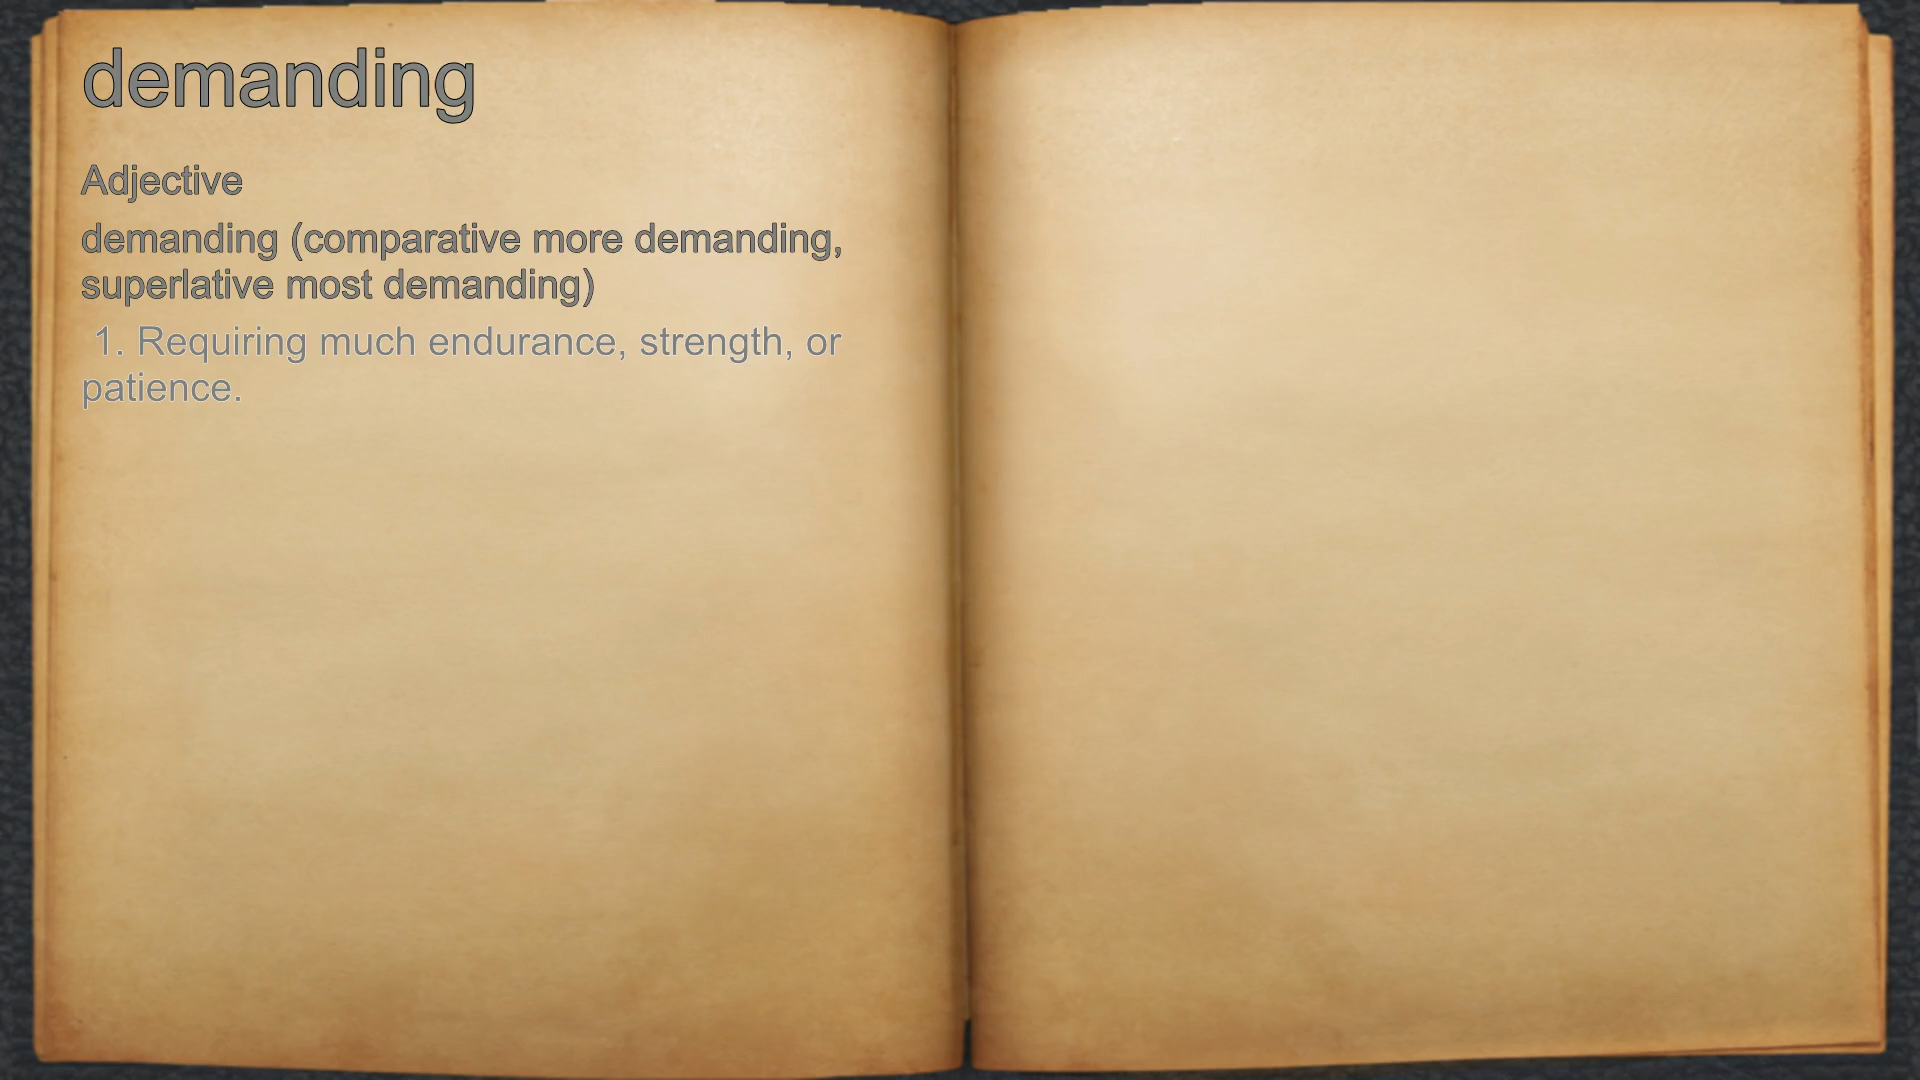 demanding
Adjective
demanding (comparative more demanding,
superlative most demanding)
1. Requiring much endurance, strength, or
patience.